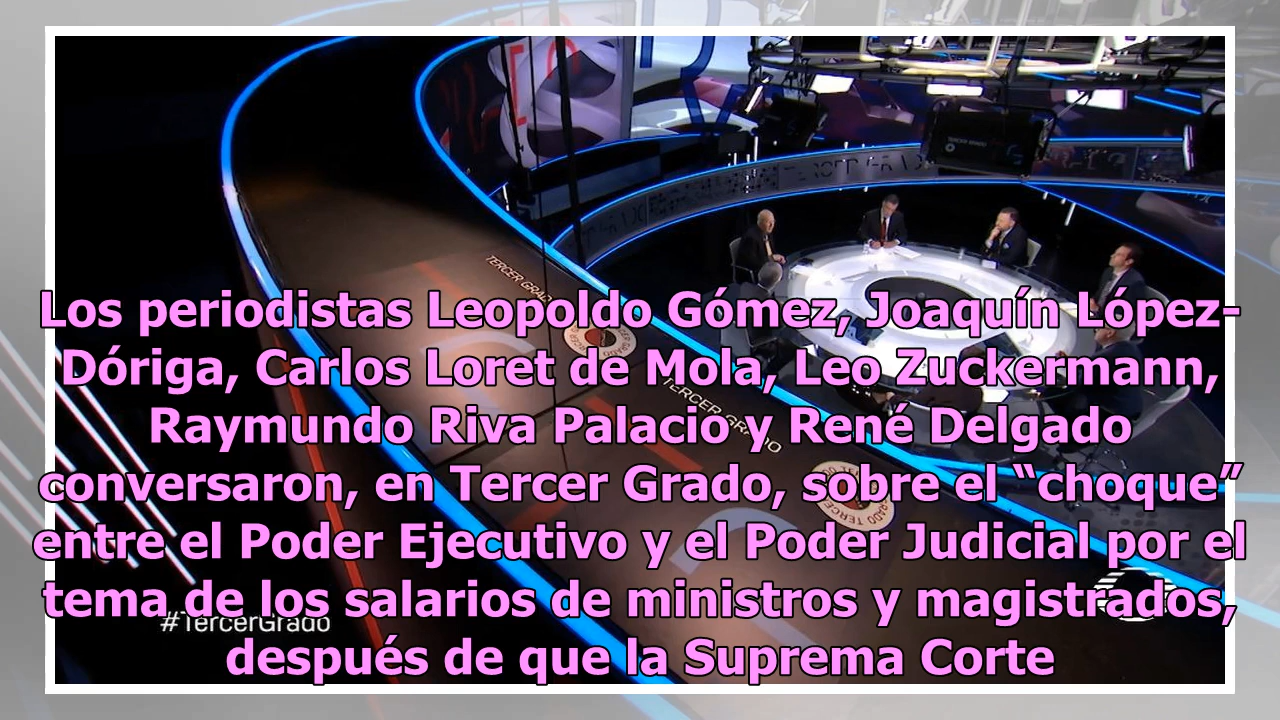 TERCER GRADO
TERCER GRADO
Los periodistas Leopoldo Gómez, Joaquín López-
Dóriga, Carlos Loret de Mola, Leo Zuckermann,
TERCER GRADO
Raymundo Riva Palacio y René Delgado
conversaron, en Tercer Grado, sobre el “choque”
entre el Poder Ejecutivo y el Poder Judicial por el
tema de los salarios de ministros y magistrados,
#TercerGrado
después de que la Suprema Corte